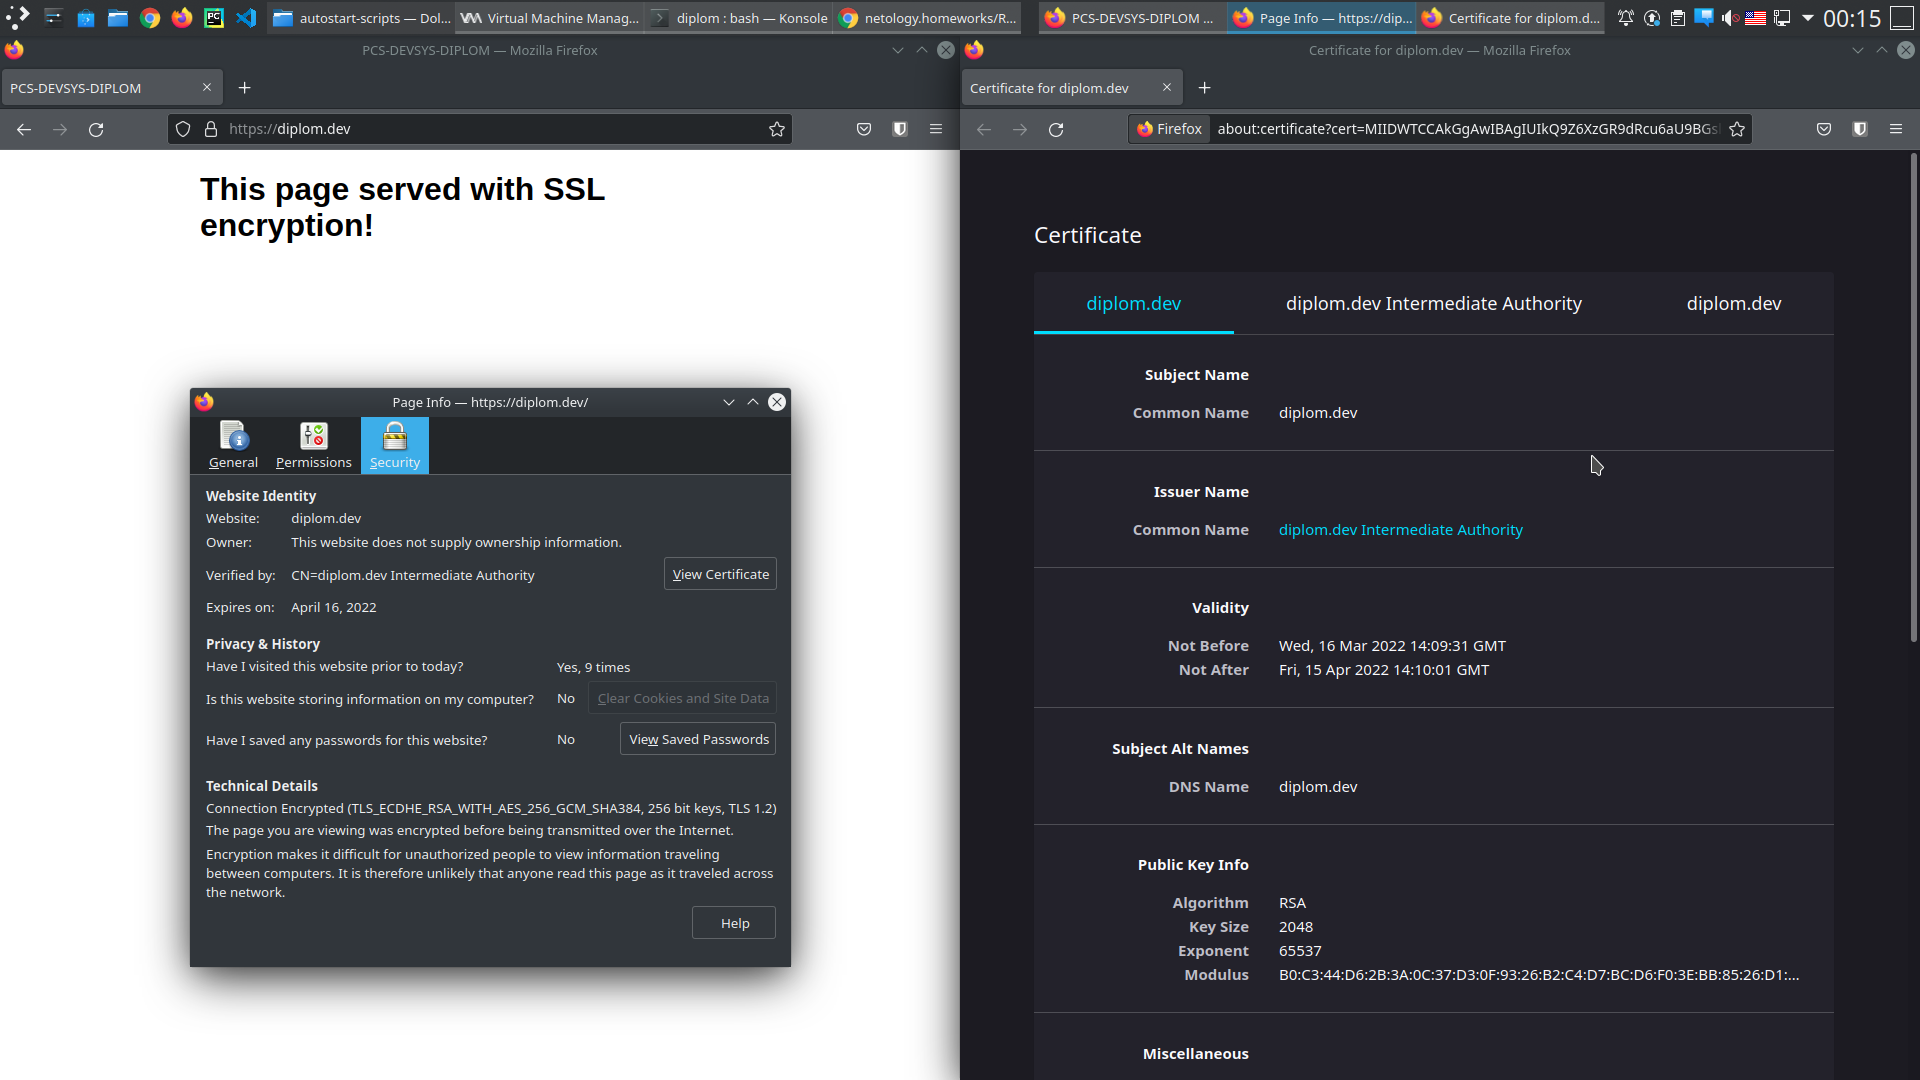 autostart-scripts — Dol...
Virtual Machine Manag...
diplom : bash — Konsole
netology.homeworks/R...
PCS-DEVSYS-DIPLOM ...
Page Info — https://dip...
Certificate for diplom.d...
00:15
PCS-DEVSYS-DIPLOM — Mozilla Firefox
PCS-DEVSYS-DIPLOM
https://diplom.dev
This page served with SSL
encryption!
Page Info — https://diplom.dev/
General
Permissions
Security
Website Identity
Website: diplom.dev
Owner: This website does not supply ownership information.
Verified by: CN=diplom.dev Intermediate Authority
View Certificate
Expires on: April 16, 2022
Privacy & History
Have I visited this website prior to today? Yes, 9 times
Is this website storing information on my computer? No
Clear Cookies and Site Data
Have I saved any passwords for this website? No
View Saved Passwords
Technical Details
Connection Encrypted (TLS_ECDHE_RSA_WITH_AES_256_GCM_SHA384, 256 bit keys, TLS 1.2)
The page you are viewing was encrypted before being transmitted over the Internet.
Encryption makes it difficult for unauthorized people to view information traveling
between computers. It is therefore unlikely that anyone read this page as it traveled across
the network.
Help
Certificate for diplom.dev — Mozilla Firefox
Certificate for diplom.dev
Firefox
about:certificate?cert=MIIDWTCCAkGgAwIBAgIUIkQ9Z6XzGR9dRcu6aU9BGs
Certificate
diplom.dev
diplom.dev Intermediate Authority
diplom.dev
Subject Name
Common Name diplom.dev
Issuer Name
Common Name diplom.dev Intermediate Authority
Validity
Not Before Wed, 16 Mar 2022 14:09:31 GMT
Not After Fri, 15 Apr 2022 14:10:01 GMT
Subject Alt Names
DNS Name diplom.dev
Public Key Info
Algorithm RSA
Key Size 2048
Exponent 65537
Modulus B0:C3:44:D6:2B:3A:0C:37:D3:0F:93:26:B2:C4:D7:BC:D6:F0:3E:BB:85:26:D1:...
Miscellaneous